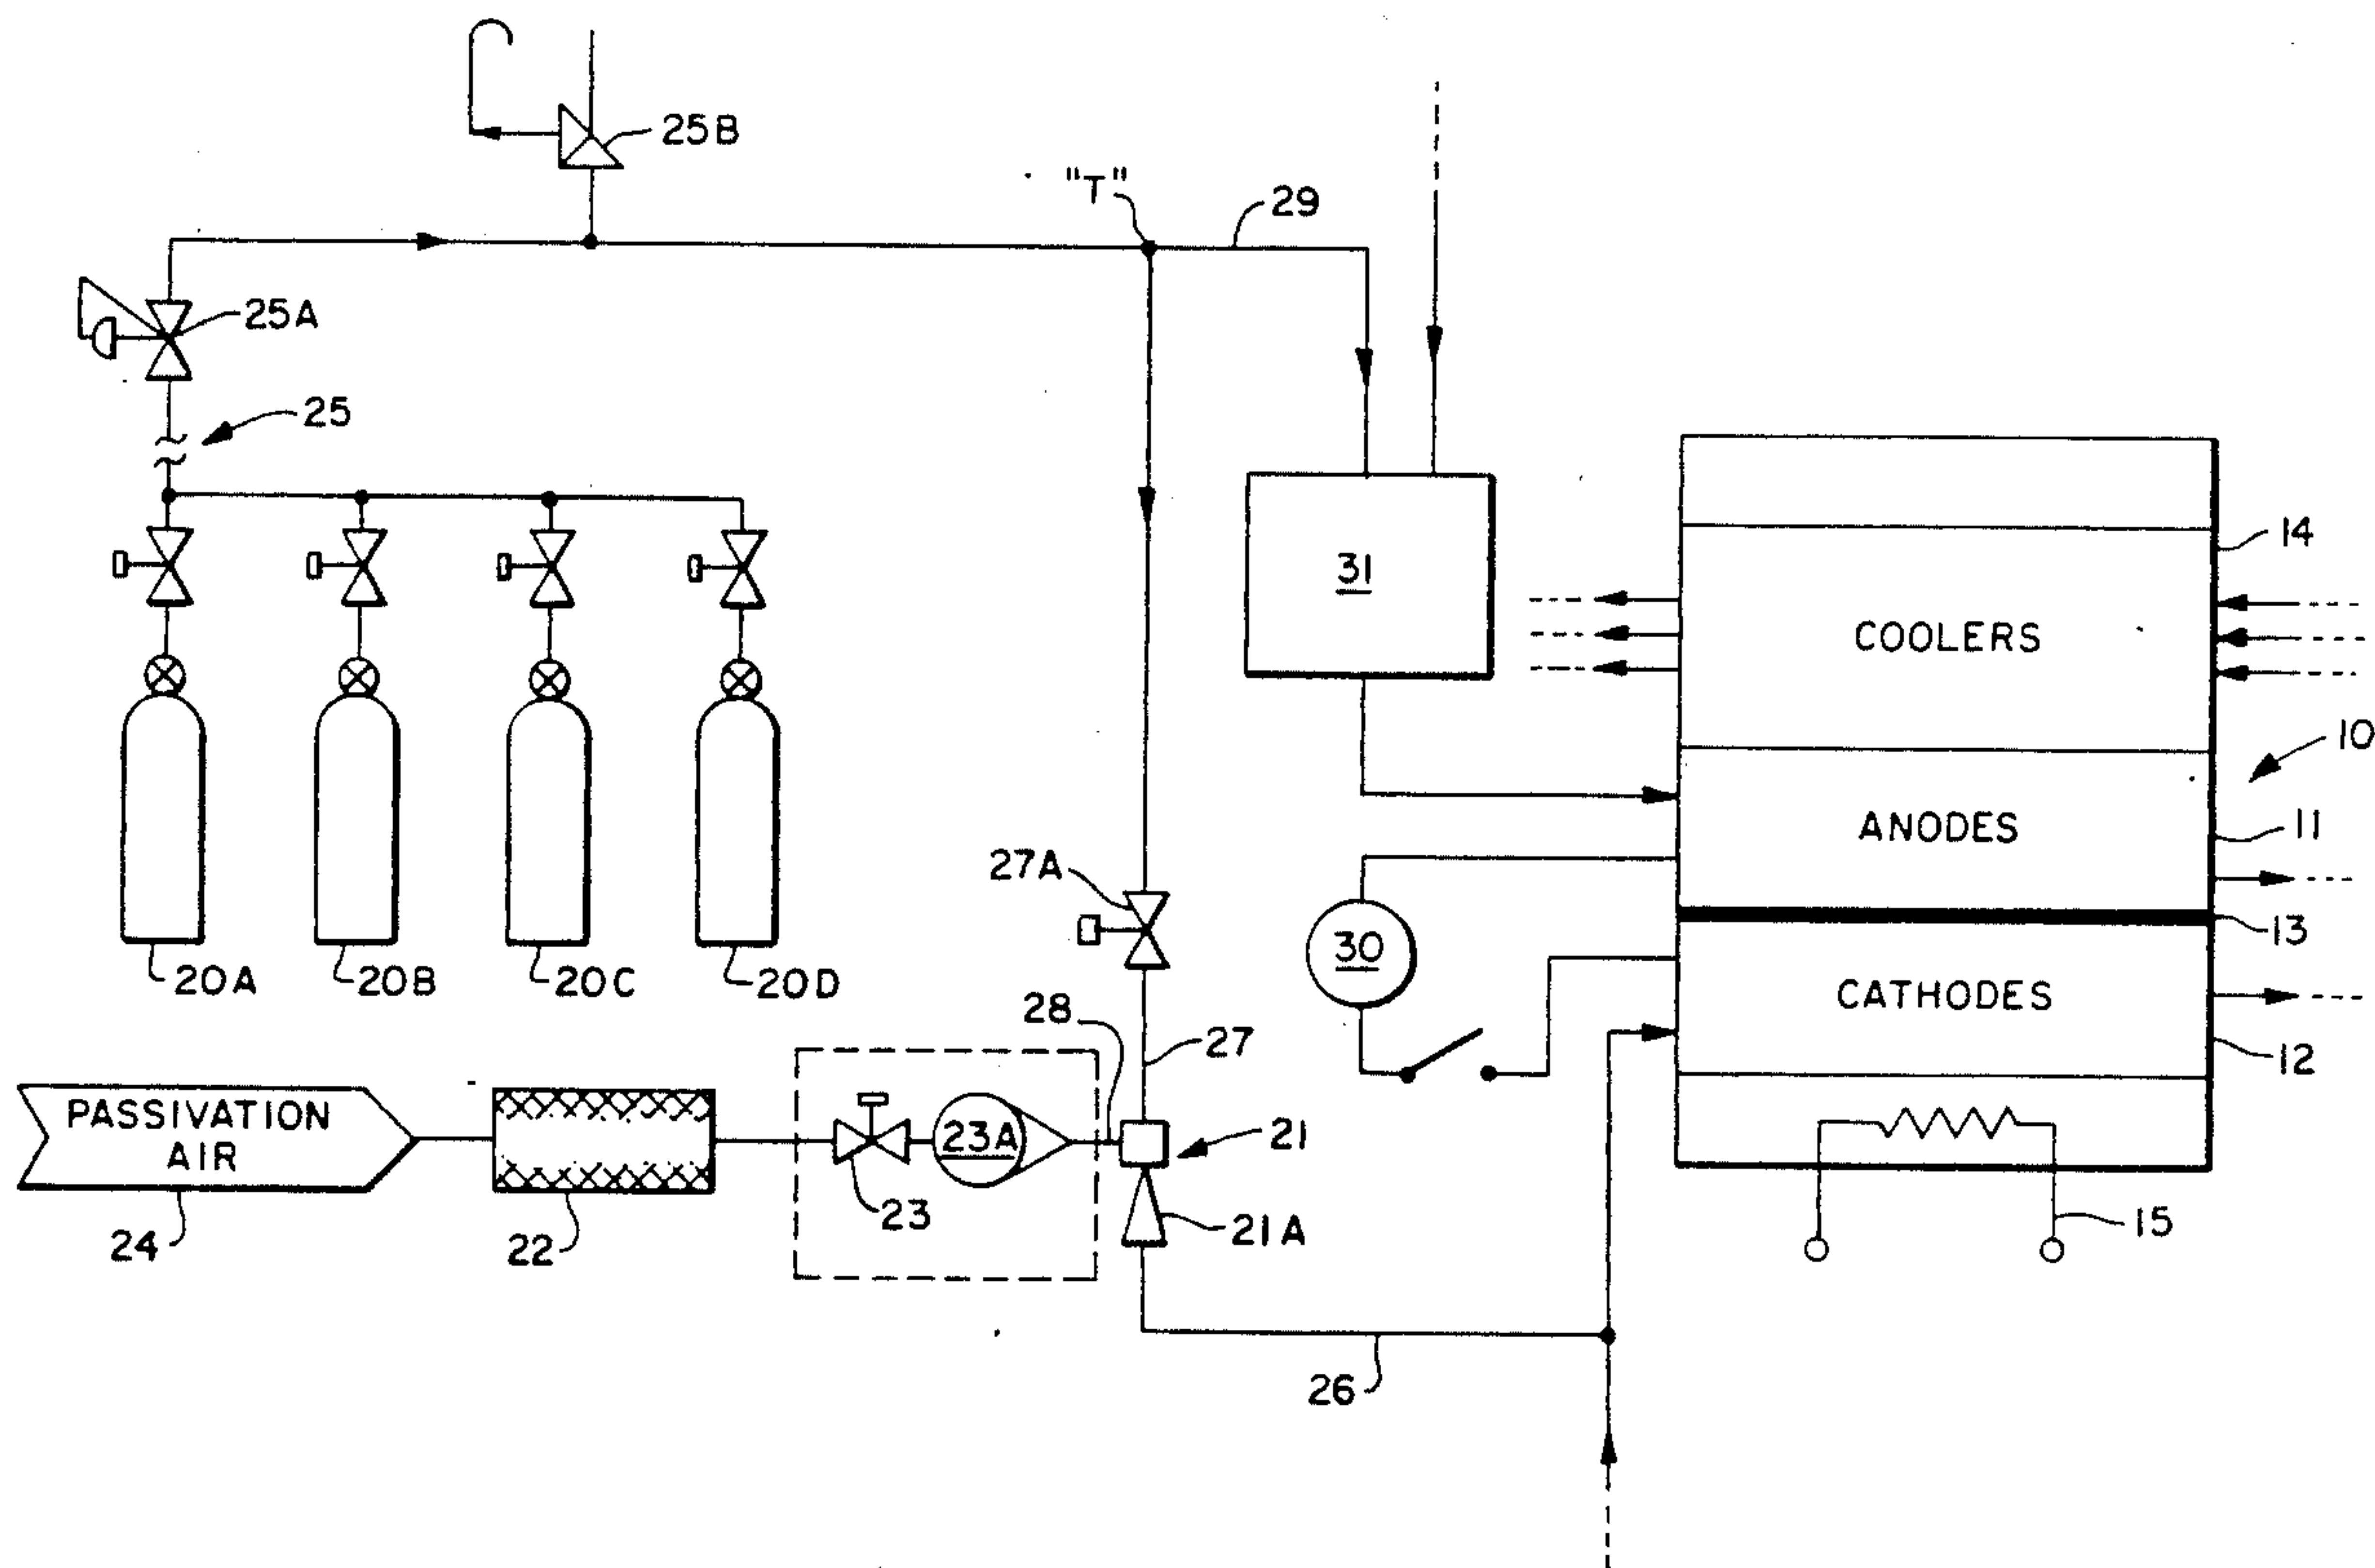 25B
"T"
29
25A
25
14
31
COOLERS
10
ANODES
11
27A
13
30
20A
20B
20C
20D
CATHODES
28
27
12
PASSIVATION
AIR
23A
21
23
21A
15
24
22
26